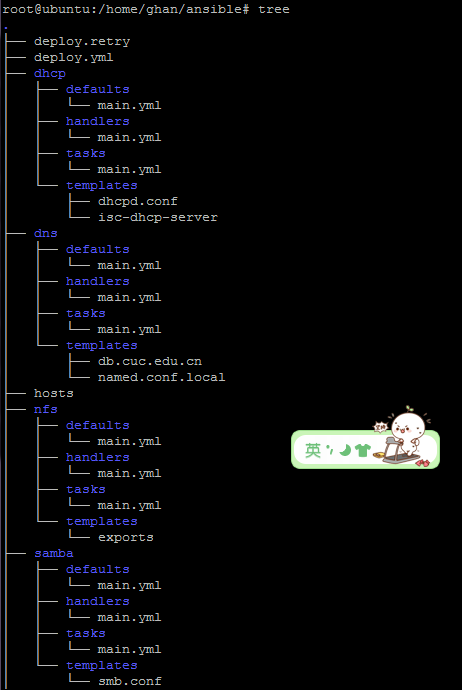 root@ubuntu:/home/ghan/ansible# tree
.
├── deploy.retry
├── deploy.yml
├── dhcp
│   ├── defaults
│   │   └── main.yml
│   ├── handlers
│   │   └── main.yml
│   ├── tasks
│   │   └── main.yml
│   └── templates
│       ├── dhcpd.conf
│       └── isc-dhcp-server
├── dns
│   ├── defaults
│   │   └── main.yml
│   ├── handlers
│   │   └── main.yml
│   ├── tasks
│   │   └── main.yml
│   └── templates
│       ├── db.cuc.edu.cn
│       └── named.conf.local
├── hosts
├── nfs
│   ├── defaults
│   │   └── main.yml
│   ├── handlers
│   │   └── main.yml
│   ├── tasks
│   │   └── main.yml
│   └── templates
│       └── exports
├── samba
│   ├── defaults
│   │   └── main.yml
│   ├── handlers
│   │   └── main.yml
│   ├── tasks
│   │   └── main.yml
│   └── templates
│       └── smb.conf
英